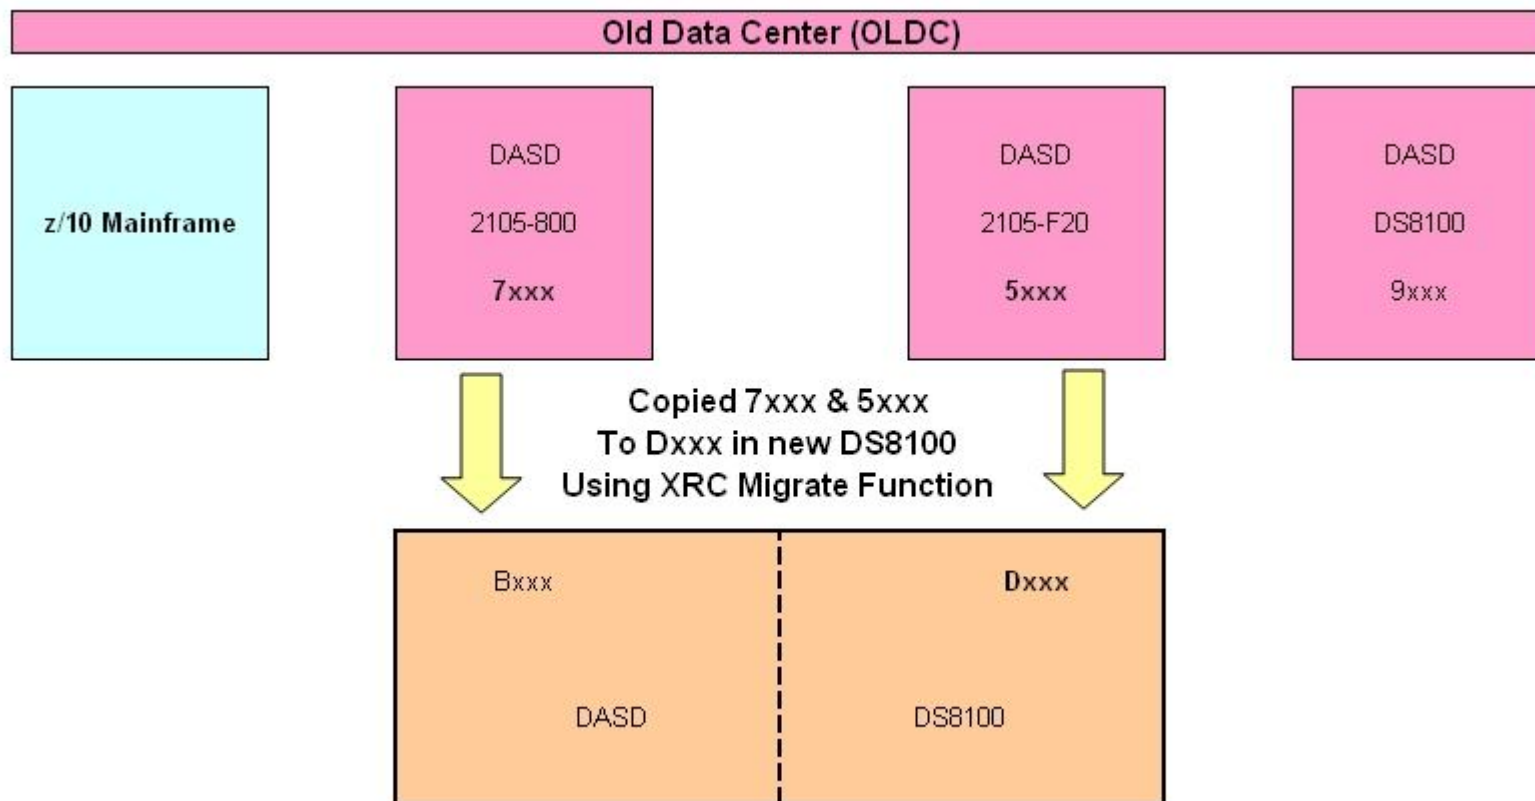 Old Data Center (OLDC)
z/10 Mainframe
DASD
2105-800
7xxx
DASD
2105-F20
5xxx
DASD
DS8100
9xxx
Copied 7xxx & 5xxx
To Dxxx in new DS8100
Using XRC Migrate Function
Bxxx
Dxxx
DASD
DS8100